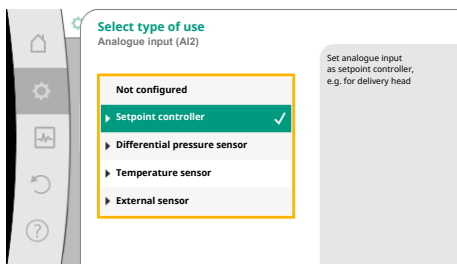 Select type of use
Analogue input (AI2)
Set analogue input
as setpoint controller,
e.g. for delivery head
Not configured
Setpoint controller
Differential pressure sensor
Temperature sensor
External sensor
?